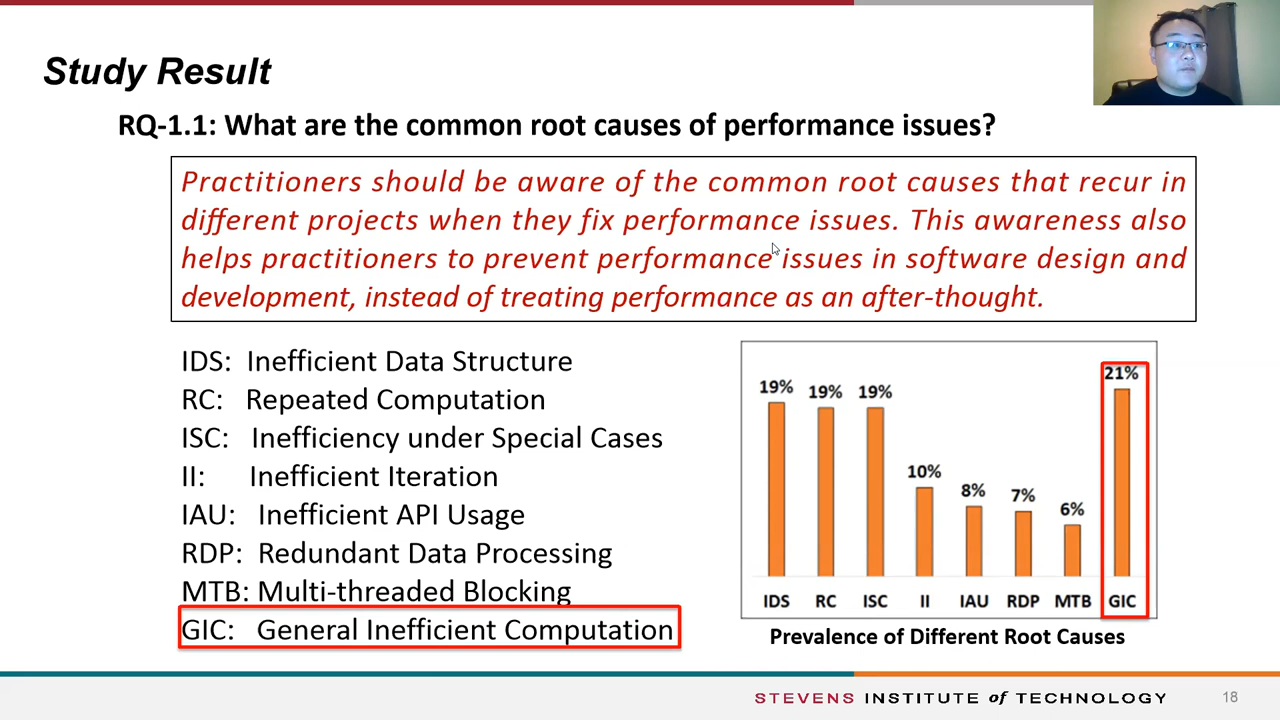 Study Result
RQ-1.1: What are the common root causes of performance issues?
Practitioners should be aware of the common root causes that recur in
different projects when they fix performance issues. This awareness also
helps practitioners to prevent performance issues in software design and
development, instead of treating performance as an after-thought.
IDS: Inefficient Data Structure
RC: Repeated Computation
ISC: Inefficiency under Special Cases
II: Inefficient Iteration
IAU: Inefficient API Usage
RDP: Redundant Data Processing
MTB: Multi-threaded Blocking
GIC: General Inefficient Computation
19% 19% 19% 10% 8% 7% 6% 21%
IDS RC ISC II IAU RDP MTB GIC
Prevalence of Different Root Causes
STEVENS INSTITUTE of TECHNOLOGY 18